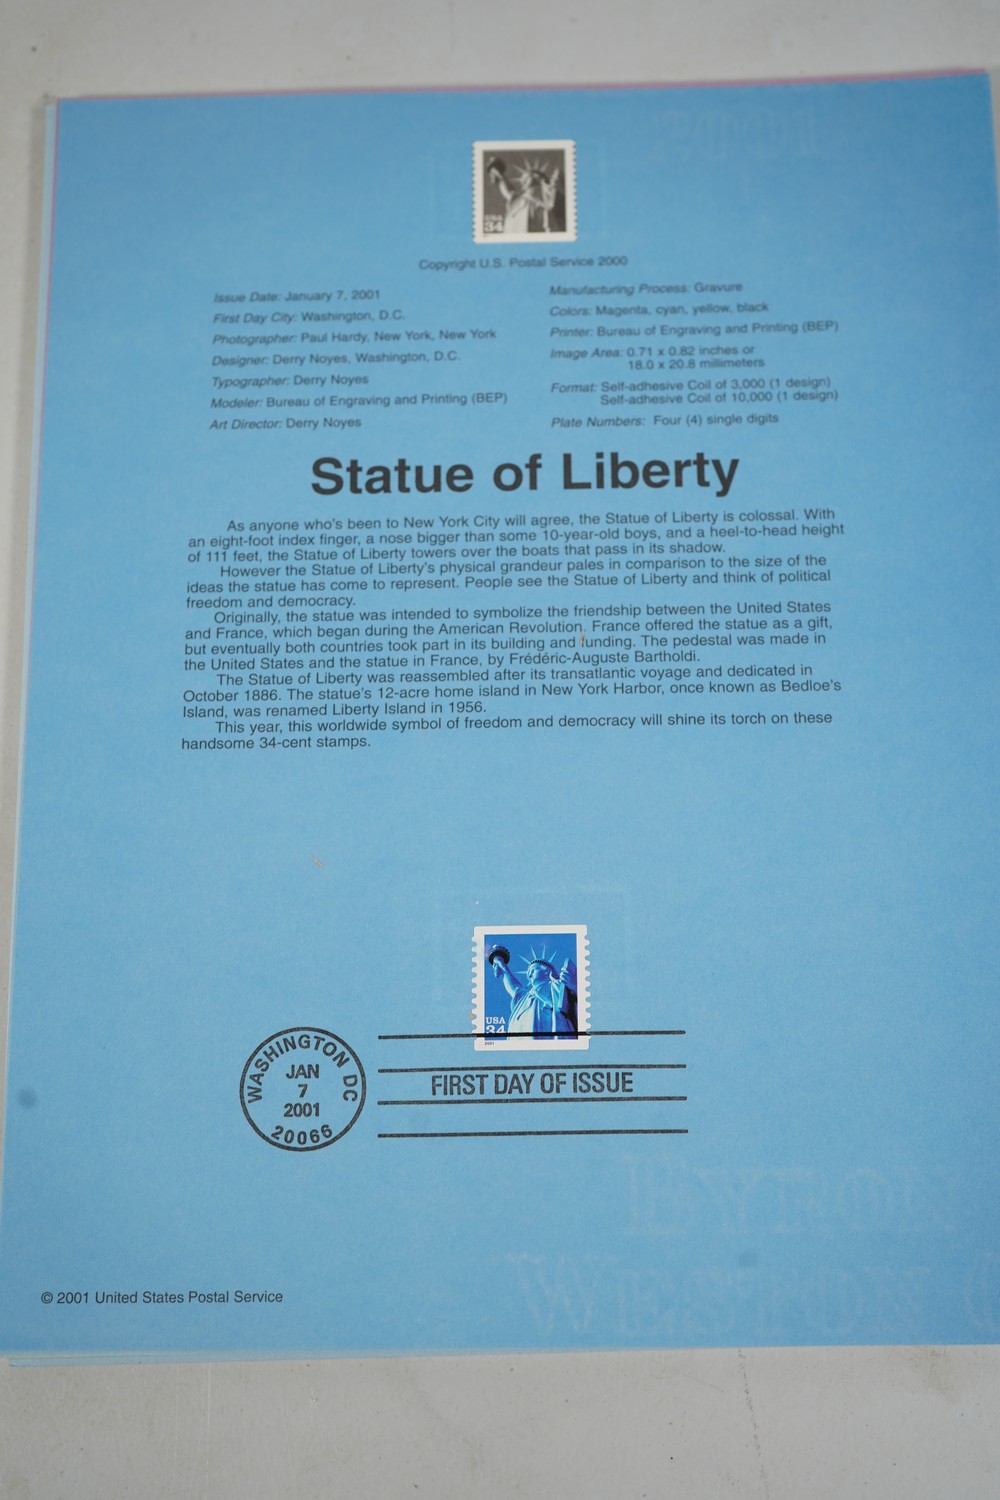 USA
34
Copyright U.S. Postal Service 2000
Issue Date: January 7, 2001
First Day City: Washington, D.C.
Photographer: Paul Hardy, New York, New York
Designer: Derry Noyes, Washington, D.C.
Typographer: Derry Noyes
Modeler: Bureau of Engraving and Printing (BEP)
Art Director: Derry Noyes
Manufacturing Process: Gravure
Colors: Magenta, cyan, yellow, black
Printer: Bureau of Engraving and Printing (BEP)
Image Area: 0.71 x 0.82 inches or
18.0 x 20.8 millimeters
Format: Self-adhesive Coil of 3,000 (1 design)
Self-adhesive Coil of 10,000 (1 design)
Plate Numbers: Four (4) single digits
Statue of Liberty
As anyone who's been to New York City will agree, the Statue of Liberty is colossal. With
an eight-foot index finger, a nose bigger than some 10-year-old boys, and a heel-to-head height
of 111 feet, the Statue of Liberty towers over the boats that pass in its shadow.
However the Statue of Liberty's physical grandeur pales in comparison to the size of the
ideas the statue has come to represent. People see the Statue of Liberty and think of political
freedom and democracy.
Originally, the statue was intended to symbolize the friendship between the United States
and France, which began during the American Revolution. France offered the statue as a gift,
but eventually both countries took part in its building and funding. The pedestal was made in
the United States and the statue in France, by Frédéric-Auguste Bartholdi.
The Statue of Liberty was reassembled after its transatlantic voyage and dedicated in
October 1886. The statue's 12-acre home island in New York Harbor, once known as Bedloe's
Island, was renamed Liberty Island in 1956.
This year, this worldwide symbol of freedom and democracy will shine its torch on these
handsome 34-cent stamps.
USA
34
2001
WASHINGTON DC
JAN
7
2001
20066
FIRST DAY OF ISSUE
© 2001 United States Postal Service